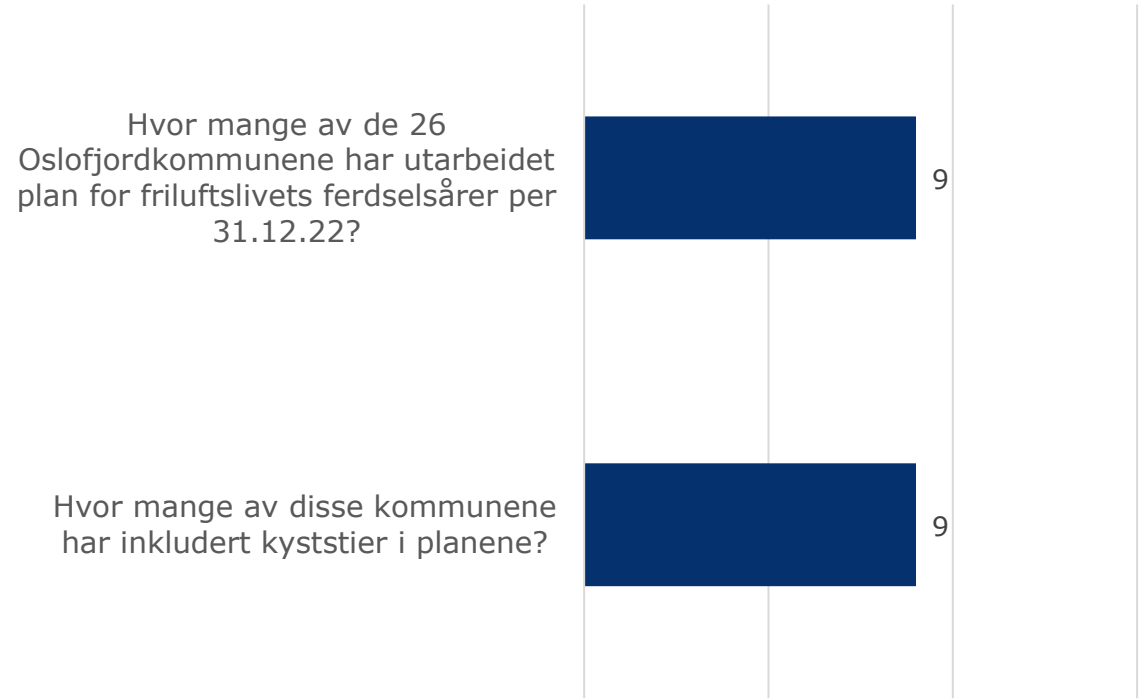 Hvor mange av de 26
Oslofjordkommunene har utarbeidet
plan for friluftslivets ferdselsårer per
31.12.22?
9
Hvor mange av disse kommunene
har inkludert kyststier i planene?
9